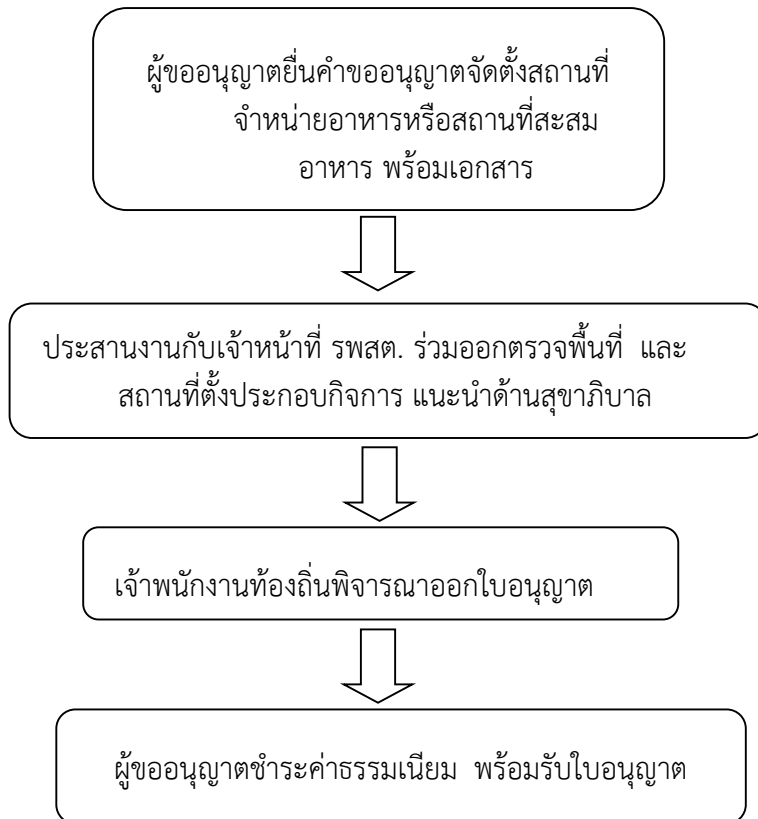 ผู้ขออนุญาตยื่นคำขออนุญาตจัดตั้งสถานที่
จำหน่ายอาหารหรือสถานที่สะสม
อาหาร พร้อมเอกสาร
ประสานงานกับเจ้าหน้าที่ รพสต. ร่วมออกตรวจพื้นที่ และ
สถานที่ตั้งประกอบกิจการ แนะนำด้านสุขาภิบาล
เจ้าพนักงานท้องถิ่นพิจารณาออกใบอนุญาต
ผู้ขออนุญาตชำระค่าธรรมเนียม พร้อมรับใบอนุญาต